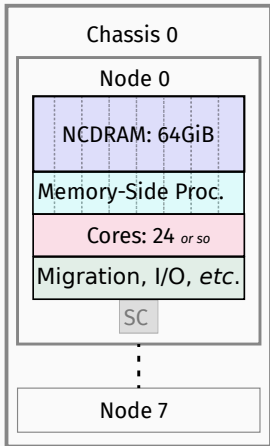 Chassis 0
Node 0
NCDRAM: 64GiB
Memory-Side Proc.
Cores: 24 or so
Migration, I/O, etc.
SC
Node 7